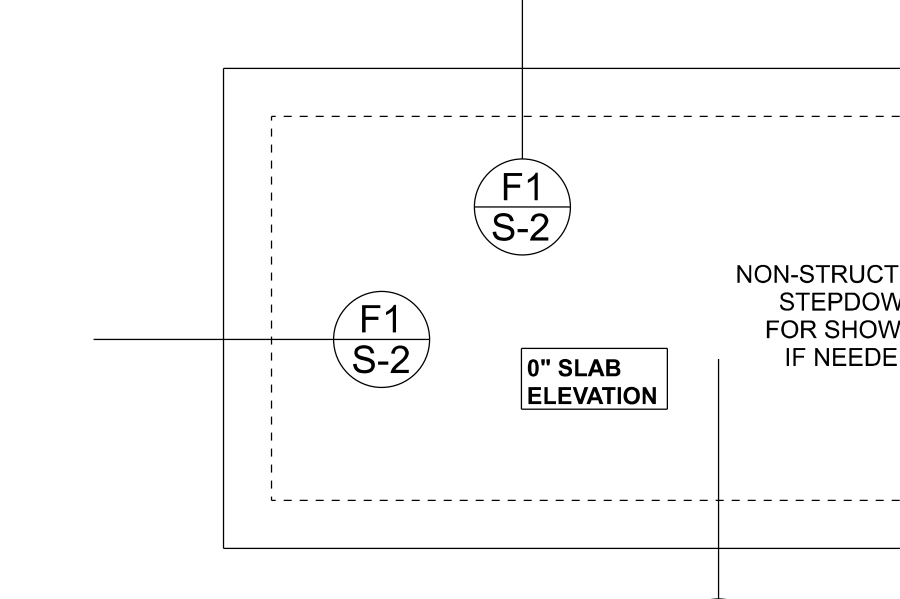 F1
S-2
F1
S-2
0" SLAB
ELEVATION
NON-STRUCT
STEPDOW
FOR SHOW
IF NEEDE